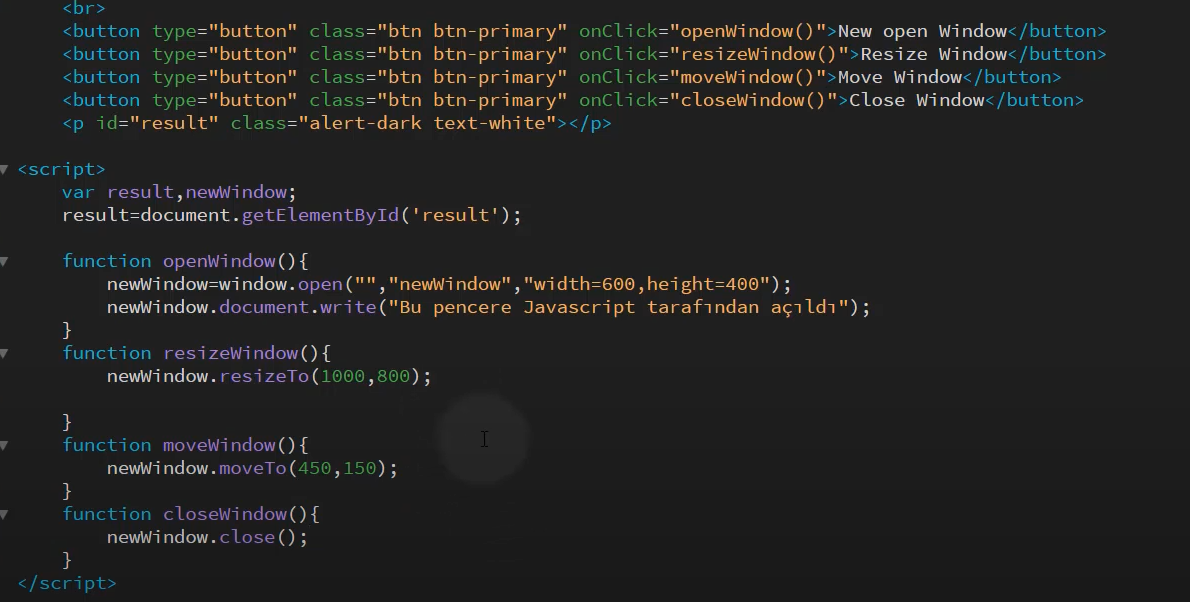 <br>
<button type="button" class="btn btn-primary" onClick="openWindow()">New open Window</button>
<button type="button" class="btn btn-primary" onClick="resizeWindow()">Resize Window</button>
<button type="button" class="btn btn-primary" onClick="moveWindow()">Move Window</button>
<button type="button" class="btn btn-primary" onClick="closeWindow()">Close Window</button>
<p id="result" class="alert-dark text-white"></p>
<script>
var result,newWindow;
result=document.getElementById('result');
function openWindow(){
newWindow=window.open("","newWindow","width=600,height=400");
newWindow.document.write("Bu pencere Javascript tarafından açıldı");
}
function resizeWindow(){
newWindow.resizeTo(1000,800);
}
function moveWindow(){
newWindow.moveTo(450,150);
}
function closeWindow(){
newWindow.close();
}
</script>